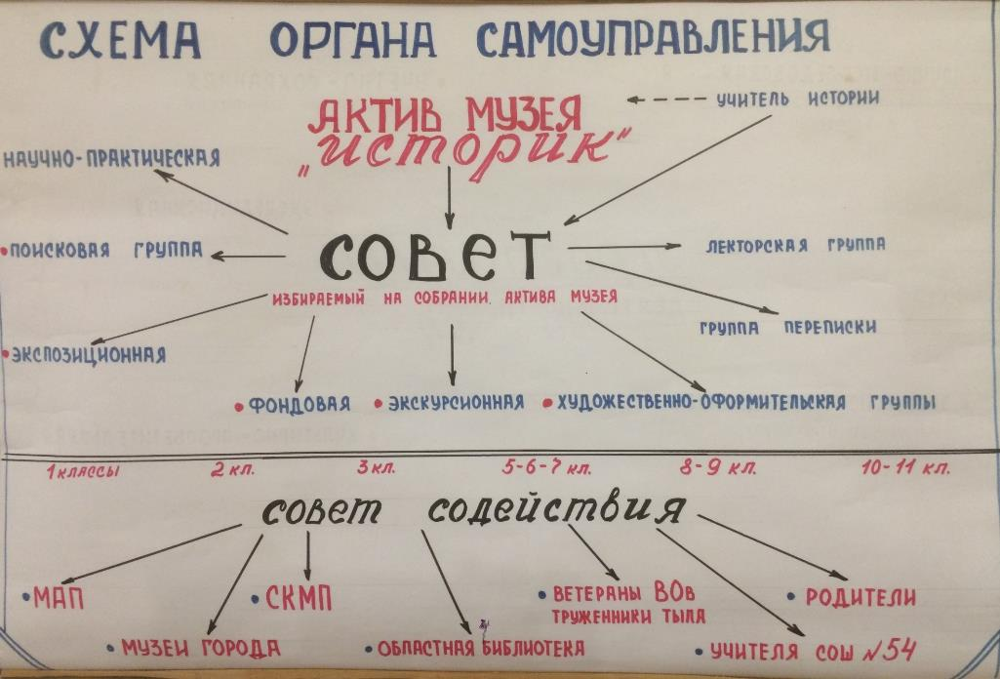 СХЕМА ОРГАНА САМОУПРАВЛЕНИЯ
АКТИВ МУЗЕЯ
"ИСТОРИК"
УЧИТЕЛЬ ИСТОРИИ
НАУЧНО-ПРАКТИЧЕСКАЯ
СОВЕТ
• ПОИСКОВАЯ ГРУППА
ЛЕКТОРСКАЯ ГРУППА
ИЗБИРАЕМЫЙ НА СОБРАНИИ. АКТИВА МУЗЕЯ
ГРУППА ПЕРЕПИСКИ
• ЭКСПОЗИЦИОННАЯ
• ФОНДОВАЯ • ЭКСКУРСИОННАЯ • ХУДОЖЕСТВЕННО-ОФОРМИТЕЛЬСКАЯ ГРУППЫ
1 КЛАССЫ 2 КЛ. 3 КЛ. 5-6-7 КЛ. 8-9 КЛ. 10-11 КЛ.
СОВЕТ СОДЕЙСТВИЯ
• МАП
• СКМП
• ВЕТЕРАНЫ ВОВ
ТРУЖЕННИКИ ТЫЛА
• РОДИТЕЛИ
• МУЗЕИ ГОРОДА
• ОБЛАСТНАЯ БИБЛИОТЕКА
• УЧИТЕЛЯ СОШ №54